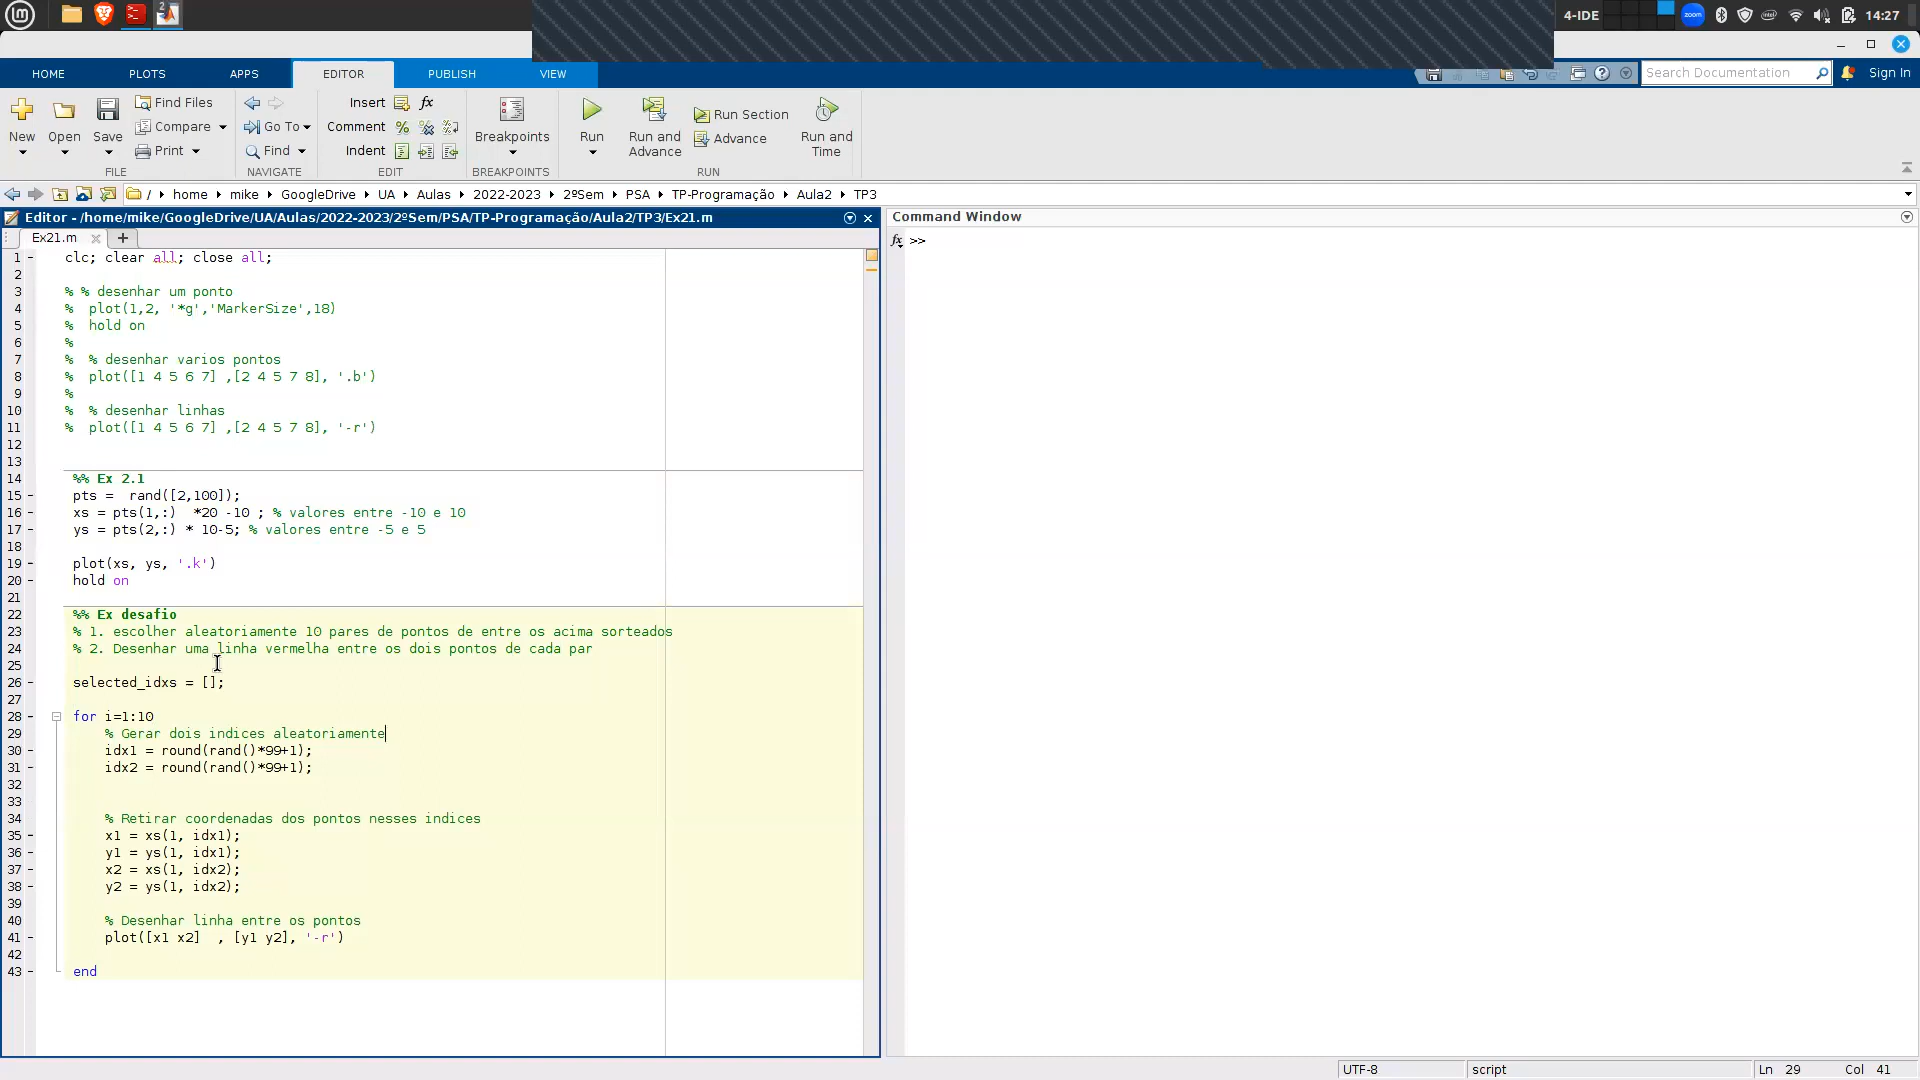 4-IDE
zoom
14:27
HOME PLOTS APPS EDITOR PUBLISH VIEW
Search Documentation
Sign In
New Open Save Find Files Compare Print
Go To Find
Insert fx
Comment
Indent
Breakpoints Run Run and Advance Run Section Advance Run and Time
FILE NAVIGATE EDIT BREAKPOINTS RUN
/ home mike GoogleDrive UA Aulas 2022-2023 2ºSem PSA TP-Programação Aula2 TP3
Editor - /home/mike/GoogleDrive/UA/Aulas/2022-2023/2ºSem/PSA/TP-Programação/Aula2/TP3/Ex21.m
Ex21.m
1 - clc; clear all; close all;
2
3 % % desenhar um ponto
4 % plot(1,2, '*g','MarkerSize',18)
5 % hold on
6 %
7 % % desenhar varios pontos
8 % plot([1 4 5 6 7] ,[2 4 5 7 8], '.b')
9 %
10 % % desenhar linhas
11 % plot([1 4 5 6 7] ,[2 4 5 7 8], '-r')
12
13
14 %% Ex 2.1
15 - pts = rand([2,100]);
16 - xs = pts(1,:) *20 -10 ; % valores entre -10 e 10
17 - ys = pts(2,:) * 10-5; % valores entre -5 e 5
18
19 - plot(xs, ys, '.k')
20 - hold on
21
22 %% Ex desafio
23 % 1. escolher aleatoriamente 10 pares de pontos de entre os acima sorteados
24 % 2. Desenhar uma linha vermelha entre os dois pontos de cada par
25
26 - selected_idxs = [];
27
28 - for i=1:10
29 % Gerar dois indices aleatoriamente
30 - idx1 = round(rand()*99+1);
31 - idx2 = round(rand()*99+1);
32
33
34 % Retirar coordenadas dos pontos nesses indices
35 - x1 = xs(1, idx1);
36 - y1 = ys(1, idx1);
37 - x2 = xs(1, idx2);
38 - y2 = ys(1, idx2);
39
40 % Desenhar linha entre os pontos
41 - plot([x1 x2] , [y1 y2], '-r')
42
43 - end
Command Window
fx >>
UTF-8 script Ln 29 Col 41